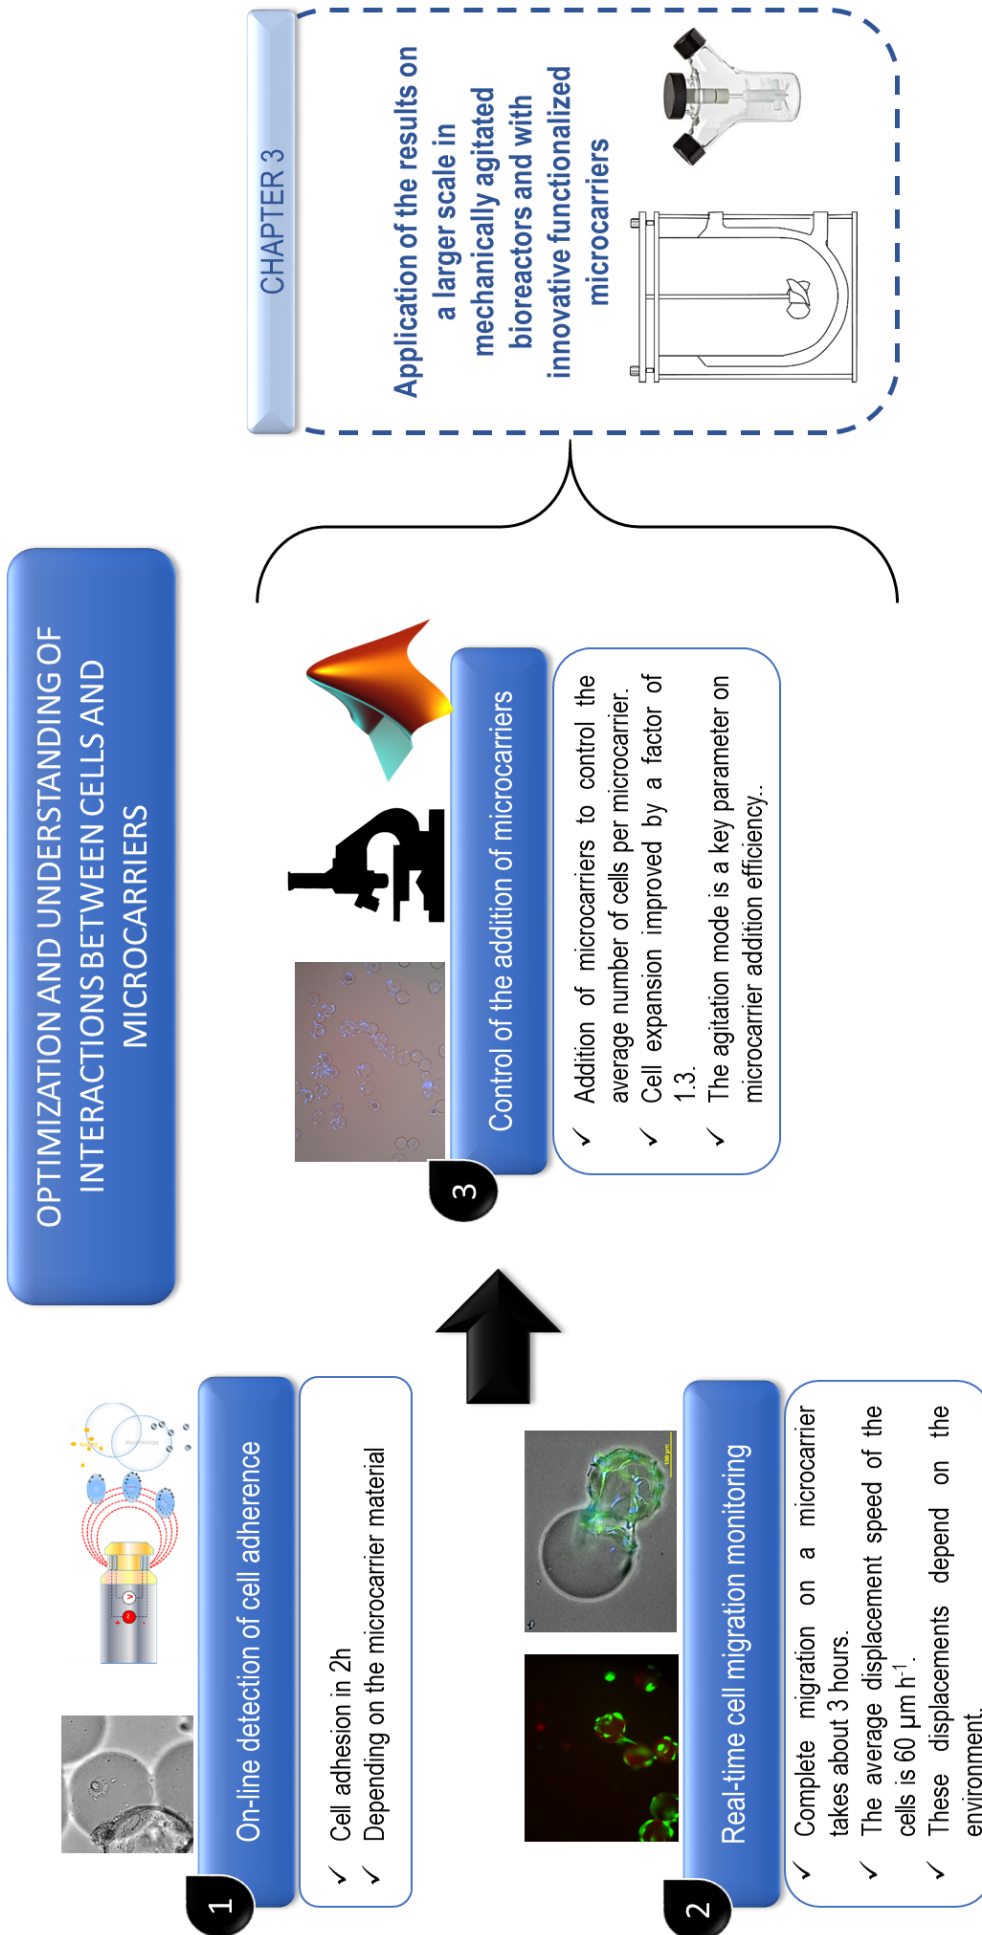 OPTIMIZATION AND UNDERSTANDING OF
INTERACTIONS BETWEEN CELLS AND
MICROCARRIERS
1
On-line detection of cell adherence
✓ Cell adhesion in 2h
✓ Depending on the microcarrier material
2
100 µm
Real-time cell migration monitoring
✓ Complete migration on a microcarrier
takes about 3 hours.
✓ The average displacement speed of the
cells is 60 µm h⁻¹.
✓ These displacements depend on the
environment.
3
Control of the addition of microcarriers
✓ Addition of microcarriers to control the
average number of cells per microcarrier.
✓ Cell expansion improved by a factor of
1.3.
✓ The agitation mode is a key parameter on
microcarrier addition efficiency..
CHAPTER 3
Application of the results on
a larger scale in
mechanically agitated
bioreactors and with
innovative functionalized
microcarriers